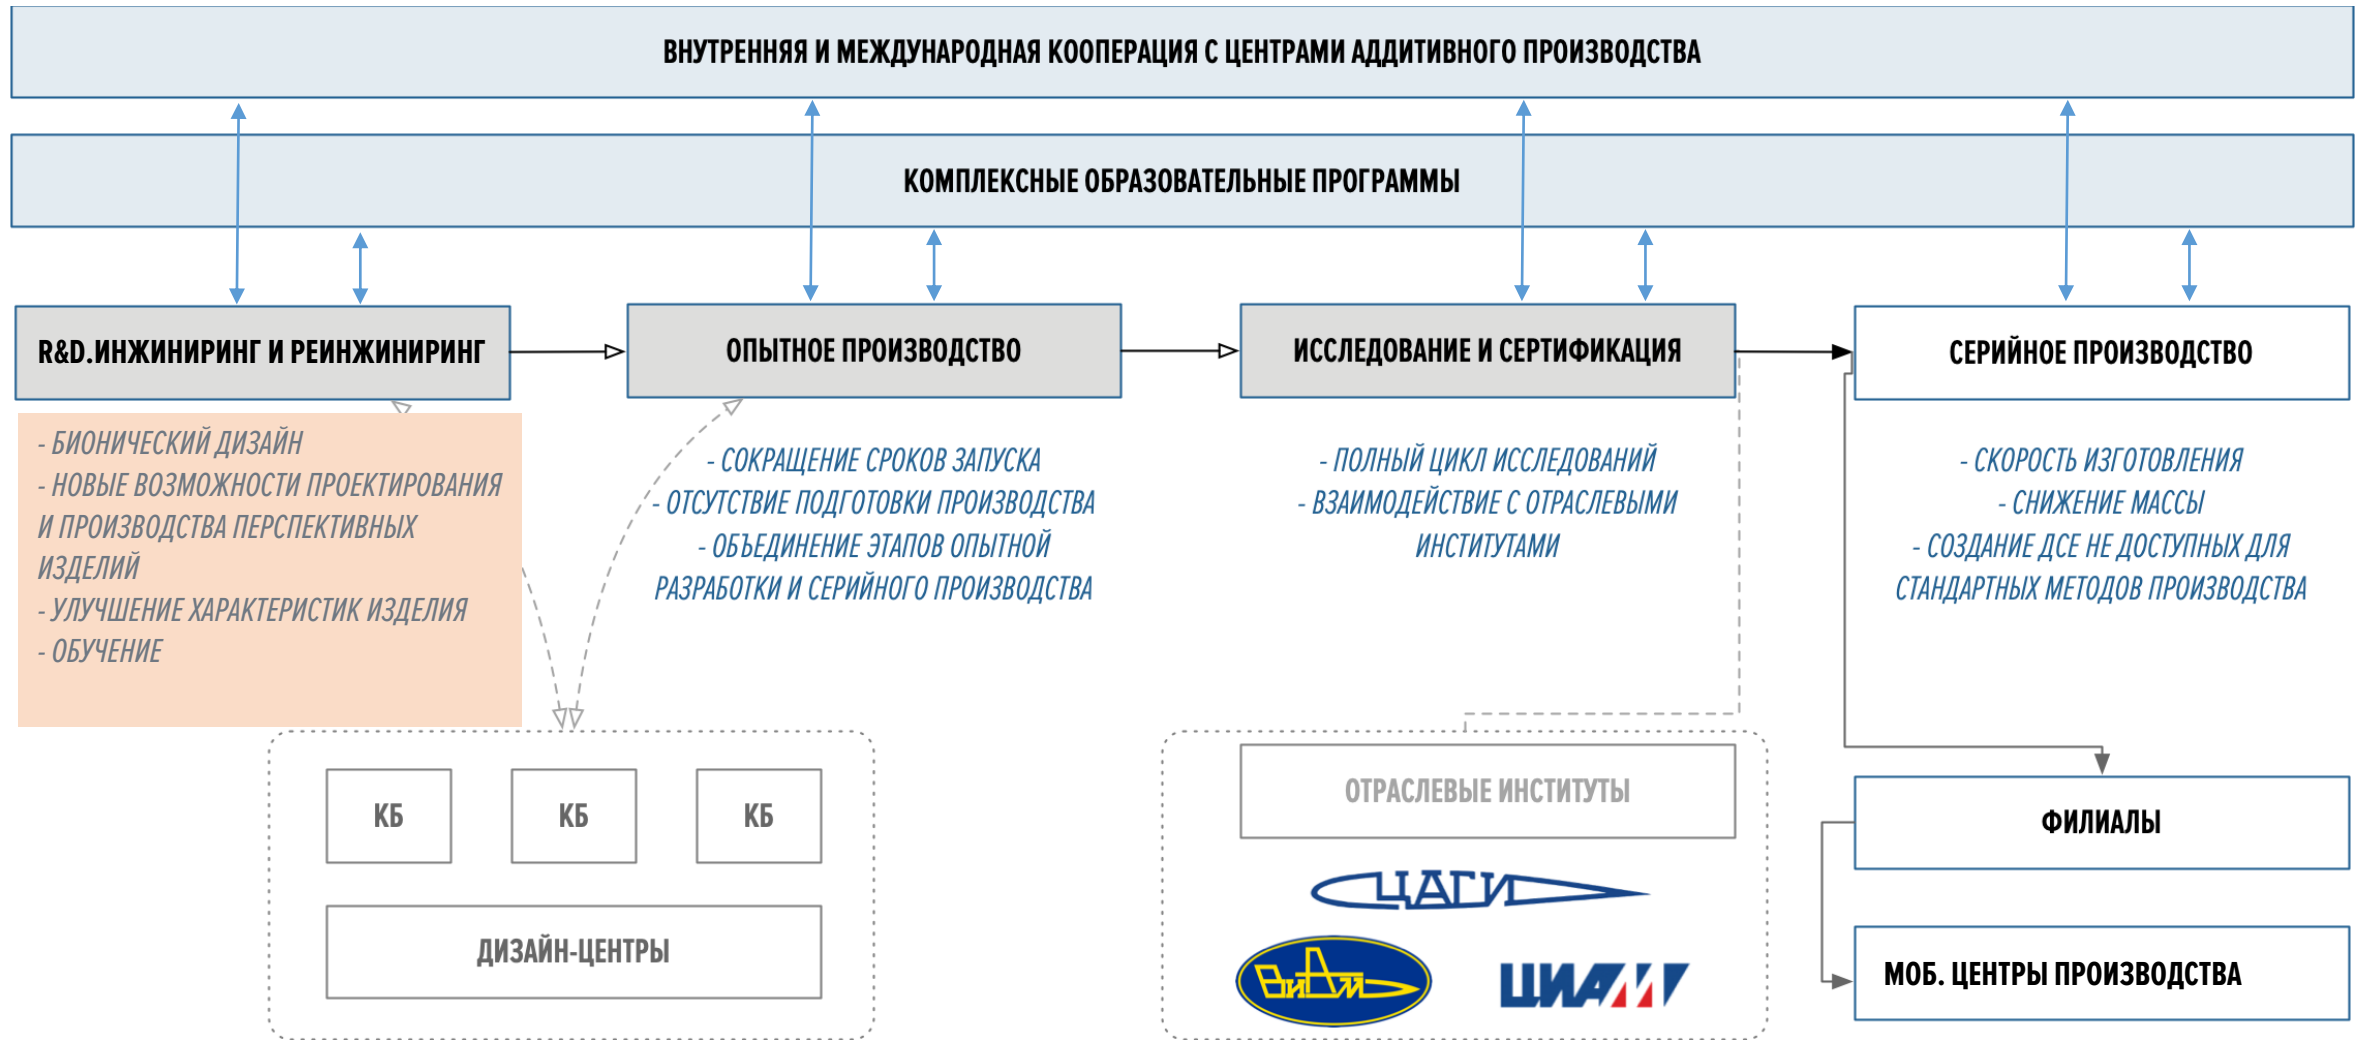 ВНУТРЕННЯЯ И МЕЖДУНАРОДНАЯ КООПЕРАЦИЯ С ЦЕНТРАМИ АДДИТИВНОГО ПРОИЗВОДСТВА
КОМПЛЕКСНЫЕ ОБРАЗОВАТЕЛЬНЫЕ ПРОГРАММЫ
R&D.ИНЖИНИРИНГ И РЕИНЖИНИРИНГ
ОПЫТНОЕ ПРОИЗВОДСТВО
ИССЛЕДОВАНИЕ И СЕРТИФИКАЦИЯ
СЕРИЙНОЕ ПРОИЗВОДСТВО
- БИОНИЧЕСКИЙ ДИЗАЙН
- НОВЫЕ ВОЗМОЖНОСТИ ПРОЕКТИРОВАНИЯ
И ПРОИЗВОДСТВА ПЕРСПЕКТИВНЫХ
ИЗДЕЛИЙ
- УЛУЧШЕНИЕ ХАРАКТЕРИСТИК ИЗДЕЛИЯ
- ОБУЧЕНИЕ
- СОКРАЩЕНИЕ СРОКОВ ЗАПУСКА
- ОТСУТСТВИЕ ПОДГОТОВКИ ПРОИЗВОДСТВА
- ОБЪЕДИНЕНИЕ ЭТАПОВ ОПЫТНОЙ
РАЗРАБОТКИ И СЕРИЙНОГО ПРОИЗВОДСТВА
- ПОЛНЫЙ ЦИКЛ ИССЛЕДОВАНИЙ
- ВЗАИМОДЕЙСТВИЕ С ОТРАСЛЕВЫМИ
ИНСТИТУТАМИ
- СКОРОСТЬ ИЗГОТОВЛЕНИЯ
- СНИЖЕНИЕ МАССЫ
- СОЗДАНИЕ ДСЕ НЕ ДОСТУПНЫХ ДЛЯ
СТАНДАРТНЫХ МЕТОДОВ ПРОИЗВОДСТВА
КБ
КБ
КБ
ДИЗАЙН-ЦЕНТРЫ
ОТРАСЛЕВЫЕ ИНСТИТУТЫ
ЦАГИ
ВИАМ
ЦИАМ
ФИЛИАЛЫ
МОБ. ЦЕНТРЫ ПРОИЗВОДСТВА